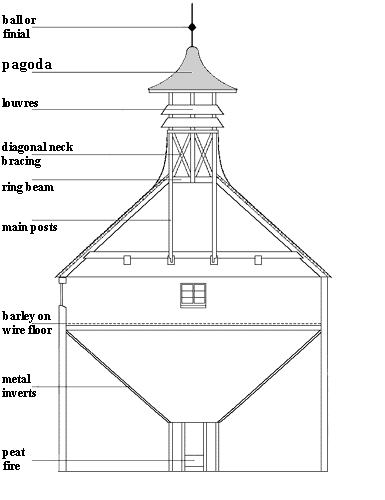 ball or
finial
pagoda
louvres
diagonal neck
bracing
ring beam
main posts
barley on
wire floor
metal
inverts
peat
fire